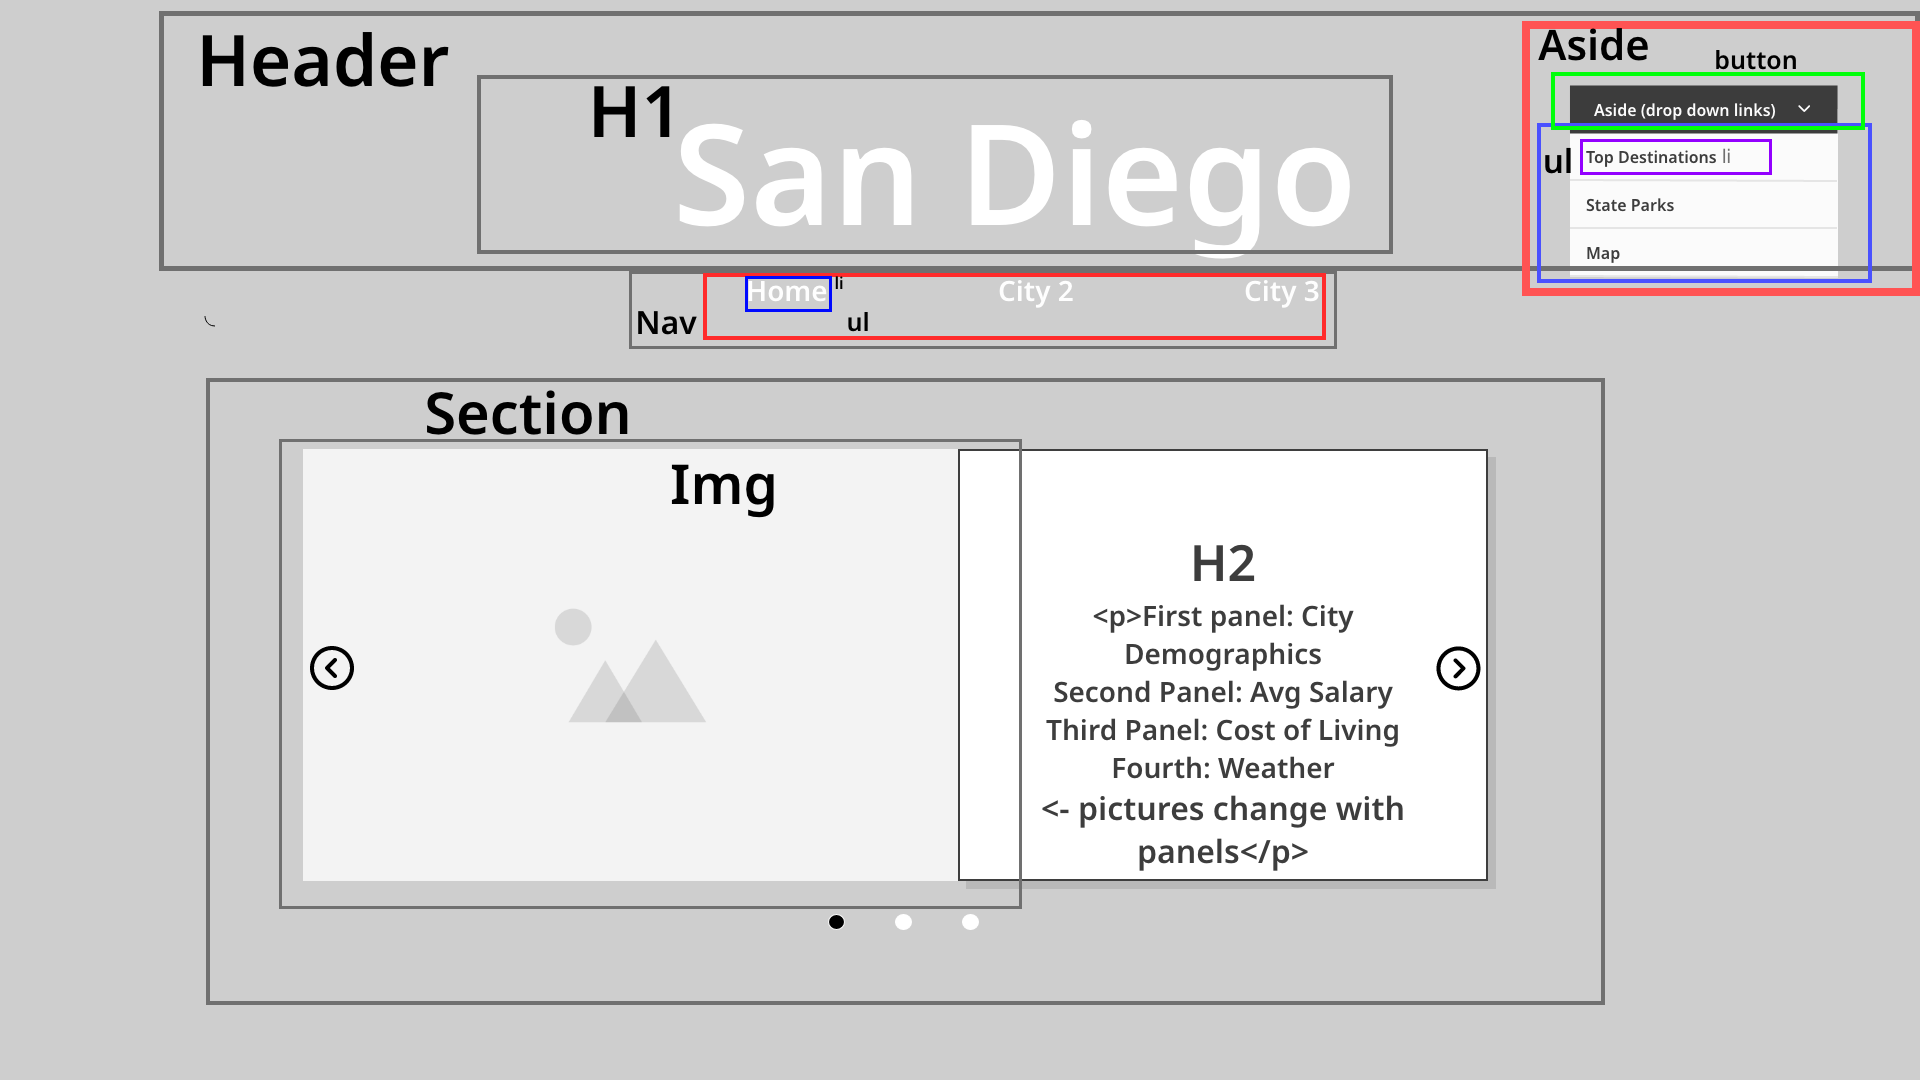 Header
H1
San Diego
Aside
button
Aside (drop down links)
ul
Top Destinations li
State Parks
Map
Nav
Home li
City 2
City 3
ul
Section
Img
H2
<p>First panel: City
Demographics
Second Panel: Avg Salary
Third Panel: Cost of Living
Fourth: Weather
<- pictures change with
panels</p>